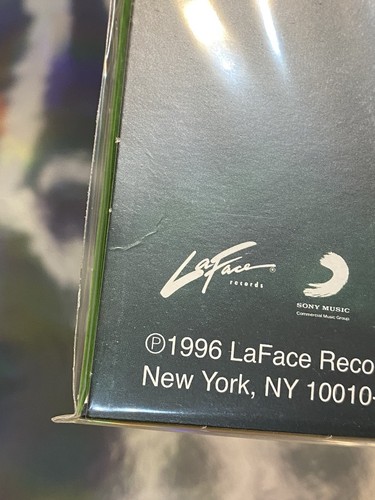 LaFace ®
records
SONY MUSIC
Commercial Music Group
℗1996 LaFace Reco
New York, NY 10010-